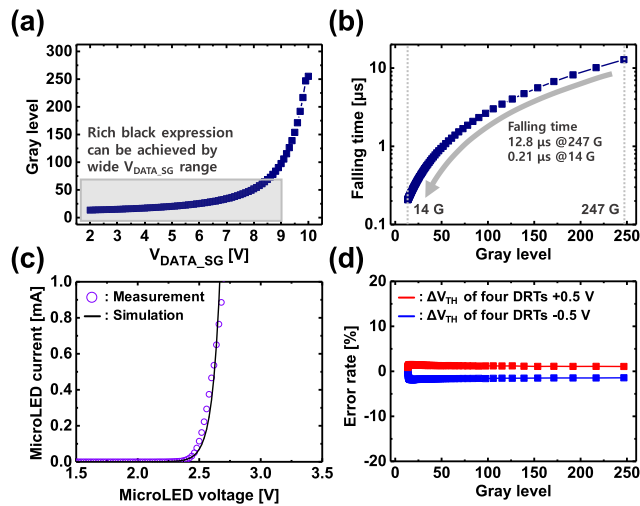 (a)
300
250
200
150
100
50
0
Gray level
Rich black expression
can be achieved by
wide V_DATA_SG range
2 3 4 5 6 7 8 9 10
V_DATA_SG [V]
(b)
10
1
0.1
Falling time [µs]
Falling time
12.8 µs @247 G
0.21 µs @14 G
14 G
247 G
0 50 100 150 200 250
Gray level
(c)
1.0
0.8
0.6
0.4
0.2
0.0
MicroLED current [mA]
: Measurement
: Simulation
1.5 2.0 2.5 3.0 3.5
MicroLED voltage [V]
(d)
20
10
0
-10
-20
Error rate [%]
: ΔV_TH of four DRTs +0.5 V
: ΔV_TH of four DRTs -0.5 V
0 50 100 150 200 250
Gray level